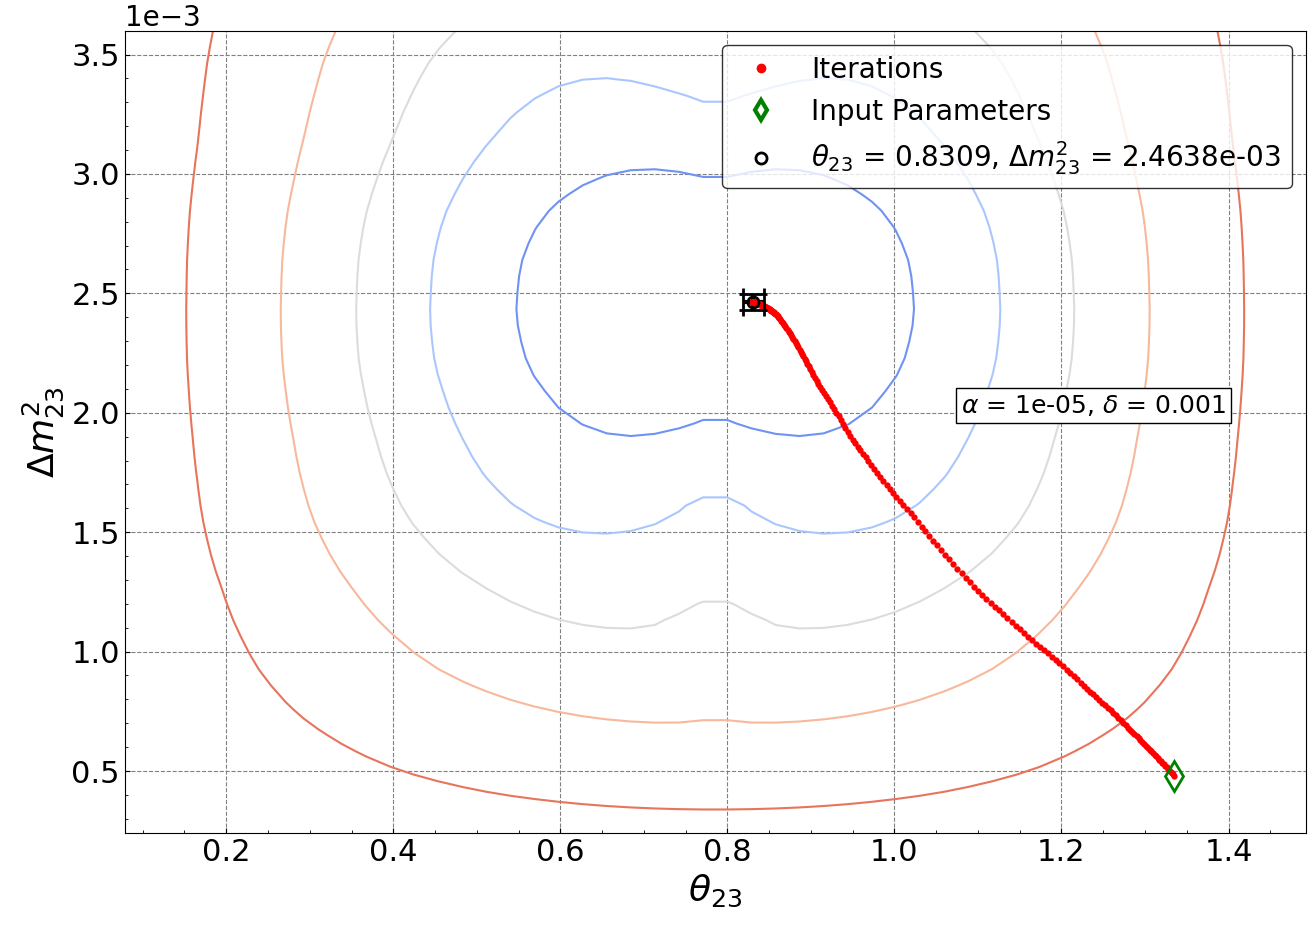 1e−3
3.5
3.0
2.5
2.0
1.5
1.0
0.5
Δm²₂₃
Iterations
Input Parameters
θ₂₃ = 0.8309, Δm²₂₃ = 2.4638e-03
α = 1e-05, δ = 0.001
0.2 0.4 0.6 0.8 1.0 1.2 1.4
θ₂₃